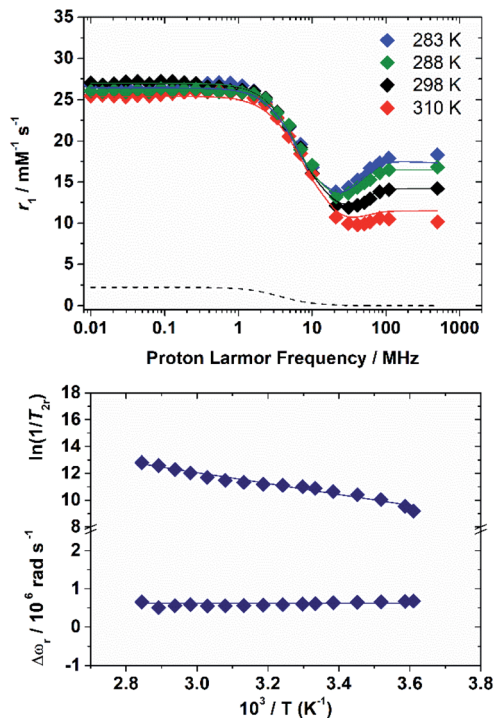 35
30
25
20
15
10
5
0
r₁ / mM⁻¹ s⁻¹
283 K
288 K
298 K
310 K
0.01 0.1 1 10 100 1000
Proton Larmor Frequency / MHz
18
16
14
12
10
8
ln(1/T₂ᵣ)
2
1
0
-1
Δωᵣ / 10⁶ rad s⁻¹
2.8 3.0 3.2 3.4 3.6 3.8
10³ / T (K⁻¹)